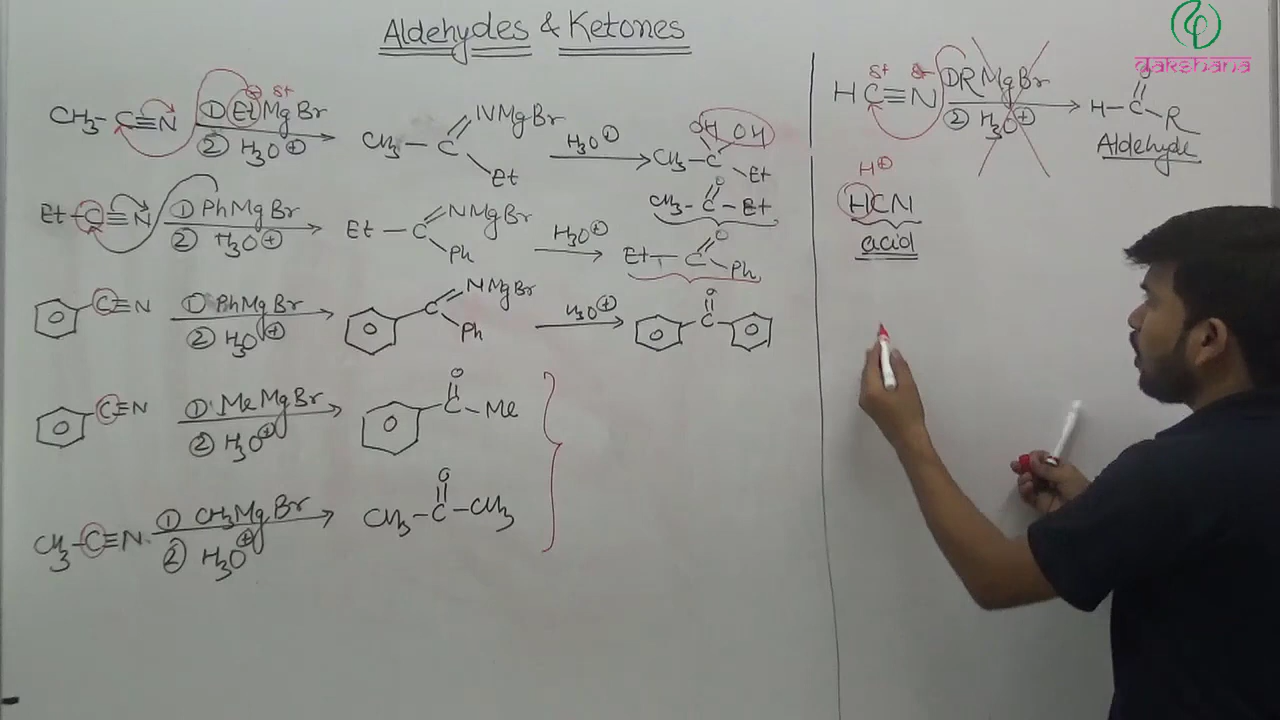 Aldehydes & Ketones
CH3-C≡N ① EtMgBr ② H3O⊕ CH3-C NMgBr Et H3O⊕ CH3-C OH OH Et
CH3-C-Et O
Et-C≡N ① PhMgBr ② H3O⊕ Et-C NMgBr Ph H3O⊕ Et-C O Ph
C≡N ① PhMgBr ② H3O⊕ C NMgBr Ph H3O⊕ O C
C≡N ① MeMgBr ② H3O⊕ O C-Me
CH3-C≡N ① CH3MgBr ② H3O⊕ O CH3-C-CH3
δ+ δ-
HC≡N ① RMgBr ② H3O⊕ H-C O R
Aldehyde
H⊕
HCN
acid
dakshana